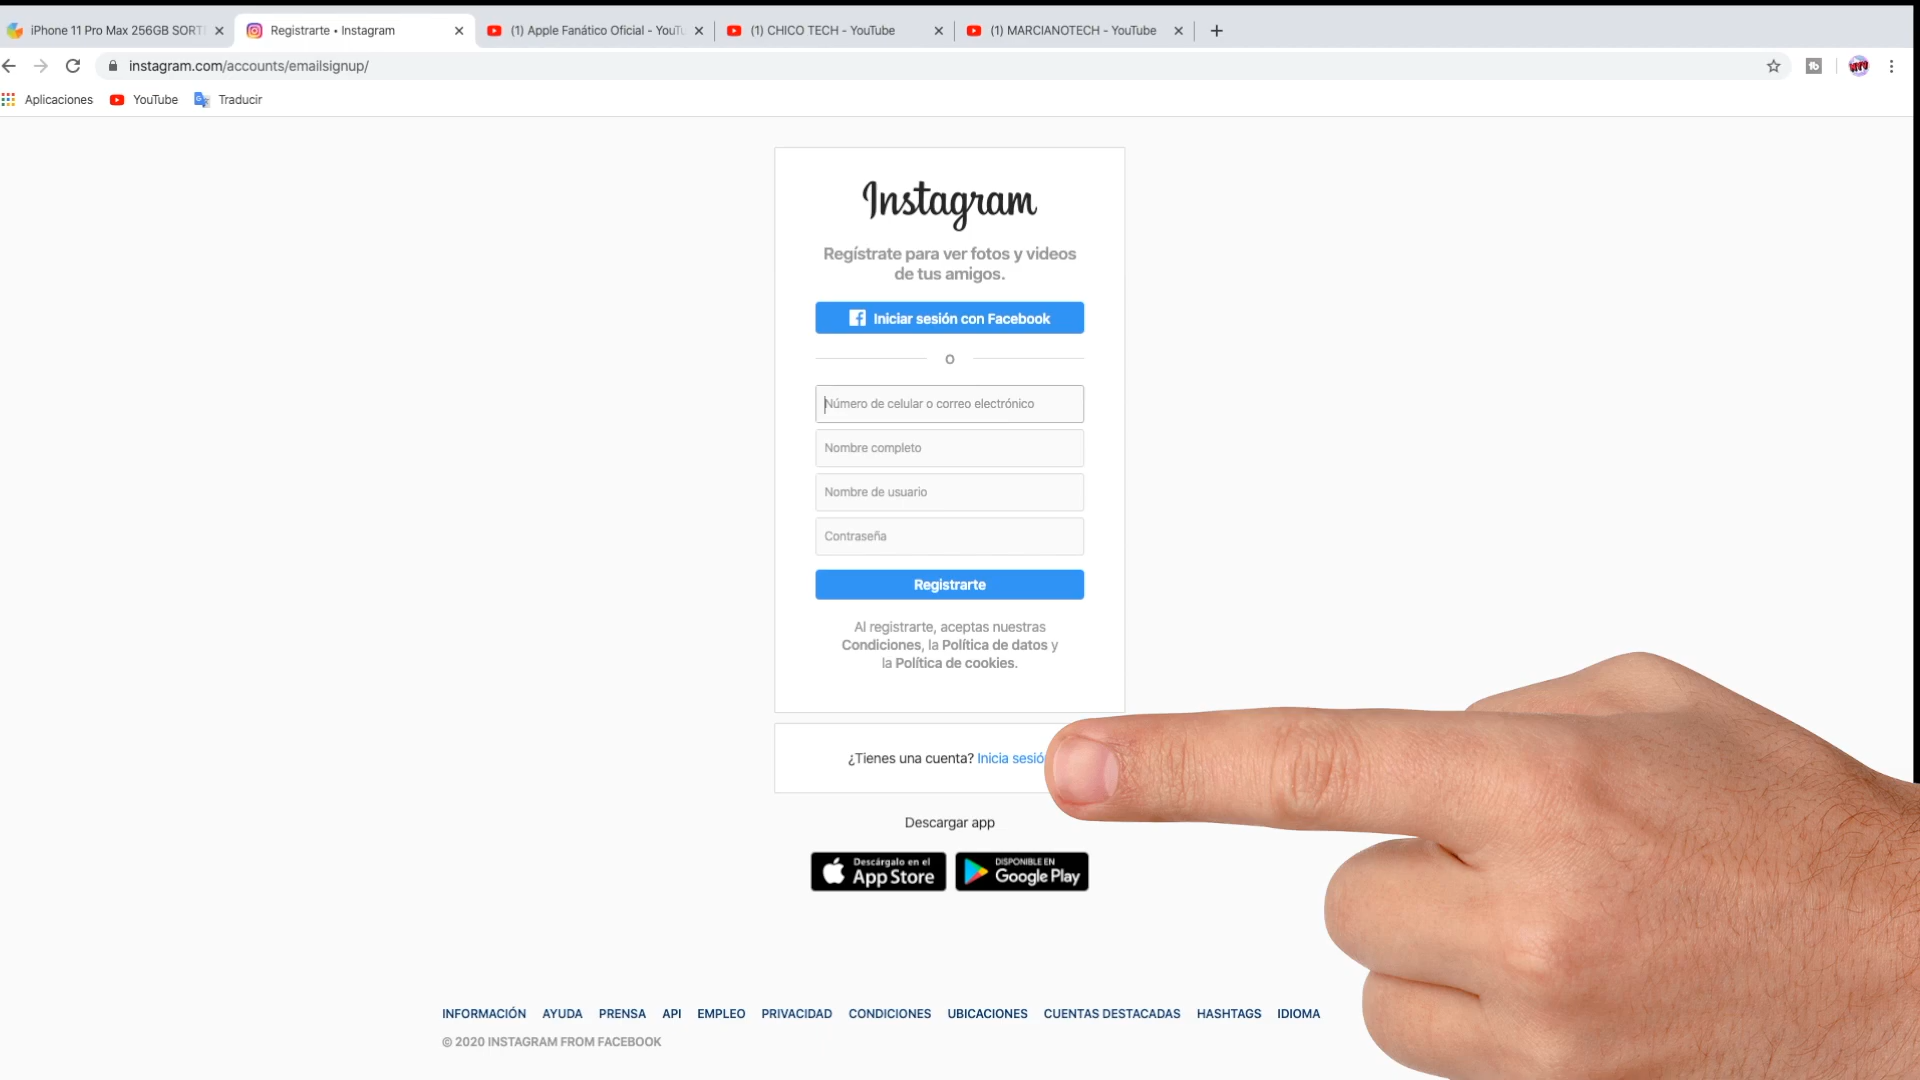 iPhone 11 Pro Max 256GB SORT
Registrarte • Instagram
(1) Apple Fanático Oficial - YouTu
(1) CHICO TECH - YouTube
(1) MARCIANOTECH - YouTube
instagram.com/accounts/emailsignup/
Aplicaciones
YouTube
Traducir
Instagram
Regístrate para ver fotos y videos
de tus amigos.
Iniciar sesión con Facebook
O
Número de celular o correo electrónico
Nombre completo
Nombre de usuario
Contraseña
Registrarte
Al registrarte, aceptas nuestras
Condiciones, la Política de datos y
la Política de cookies.
¿Tienes una cuenta? Inicia sesió
Descargar app
Descárgalo en el
App Store
DISPONIBLE EN
Google Play
INFORMACIÓN AYUDA PRENSA API EMPLEO PRIVACIDAD CONDICIONES UBICACIONES CUENTAS DESTACADAS HASHTAGS IDIOMA
© 2020 INSTAGRAM FROM FACEBOOK